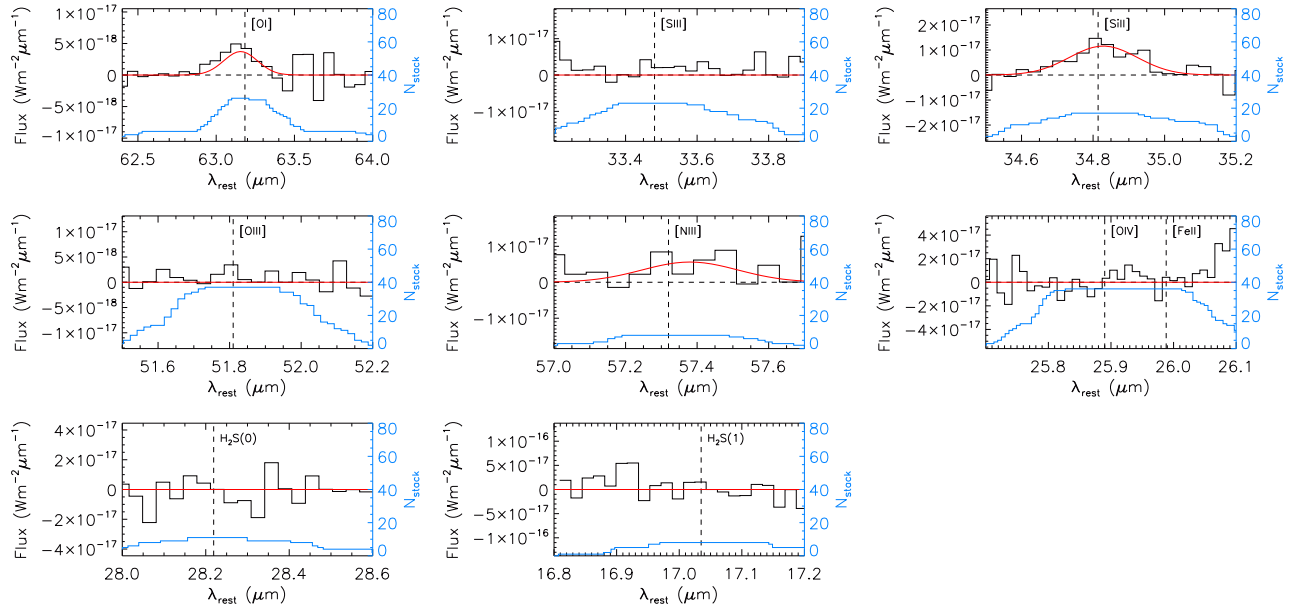 [OI]
Flux (Wm⁻²μm⁻¹)
1×10⁻¹⁷
5×10⁻¹⁸
0
−5×10⁻¹⁸
−1×10⁻¹⁷
80
60
40
20
0
N_stack
62.5 63.0 63.5 64.0
λ_rest (μm)
[SIII]
Flux (Wm⁻²μm⁻¹)
1×10⁻¹⁷
0
−1×10⁻¹⁷
80
60
40
20
0
N_stack
33.4 33.6 33.8
λ_rest (μm)
[SiII]
Flux (Wm⁻²μm⁻¹)
2×10⁻¹⁷
1×10⁻¹⁷
0
−1×10⁻¹⁷
−2×10⁻¹⁷
80
60
40
20
0
N_stack
34.6 34.8 35.0 35.2
λ_rest (μm)
[OIII]
Flux (Wm⁻²μm⁻¹)
1×10⁻¹⁷
5×10⁻¹⁸
0
−5×10⁻¹⁸
−1×10⁻¹⁷
80
60
40
20
0
N_stack
51.6 51.8 52.0 52.2
λ_rest (μm)
[NIII]
Flux (Wm⁻²μm⁻¹)
1×10⁻¹⁷
0
−1×10⁻¹⁷
80
60
40
20
0
N_stack
57.0 57.2 57.4 57.6
λ_rest (μm)
[OIV] [FeII]
Flux (Wm⁻²μm⁻¹)
4×10⁻¹⁷
2×10⁻¹⁷
0
−2×10⁻¹⁷
−4×10⁻¹⁷
80
60
40
20
0
N_stack
25.8 25.9 26.0 26.1
λ_rest (μm)
H₂S(0)
Flux (Wm⁻²μm⁻¹)
4×10⁻¹⁷
2×10⁻¹⁷
0
−2×10⁻¹⁷
−4×10⁻¹⁷
80
60
40
20
0
N_stack
28.0 28.2 28.4 28.6
λ_rest (μm)
H₂S(1)
Flux (Wm⁻²μm⁻¹)
1×10⁻¹⁶
5×10⁻¹⁷
0
−5×10⁻¹⁷
−1×10⁻¹⁶
80
60
40
20
0
N_stack
16.8 16.9 17.0 17.1 17.2
λ_rest (μm)